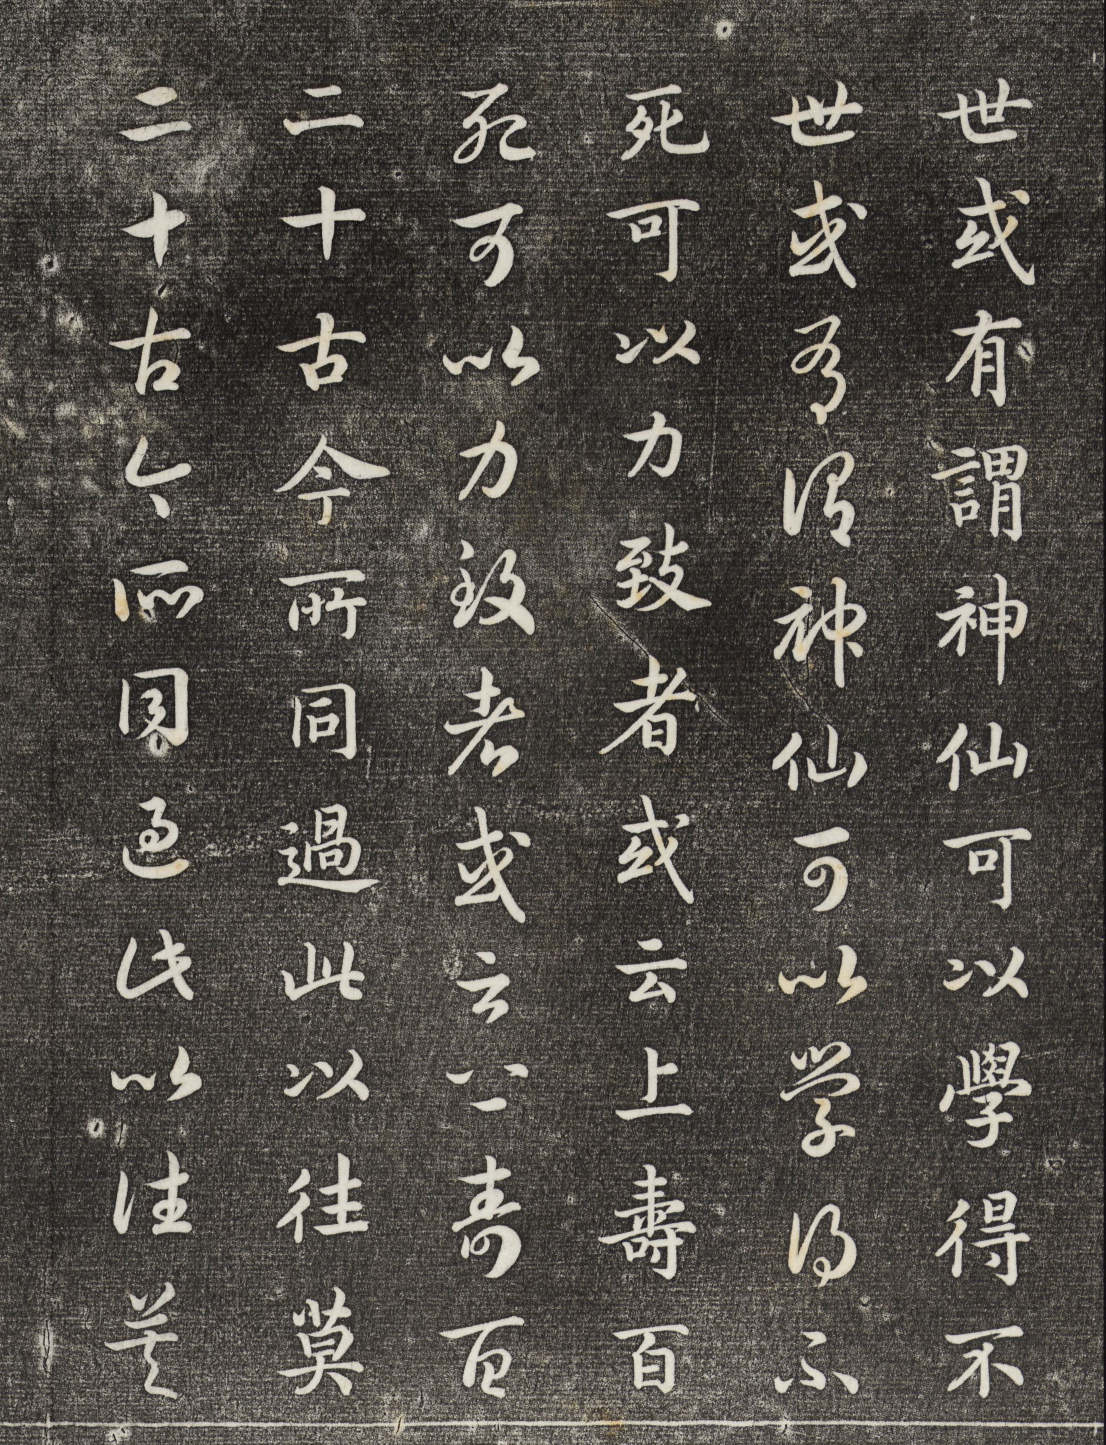 世或有謂神仙可以學得不
世或有謂神仙可以学得不
死可以力致者或云上壽百
死可以力致者或云上壽百
二十古今所同過此以往莫
二十古今所同過此以往莫